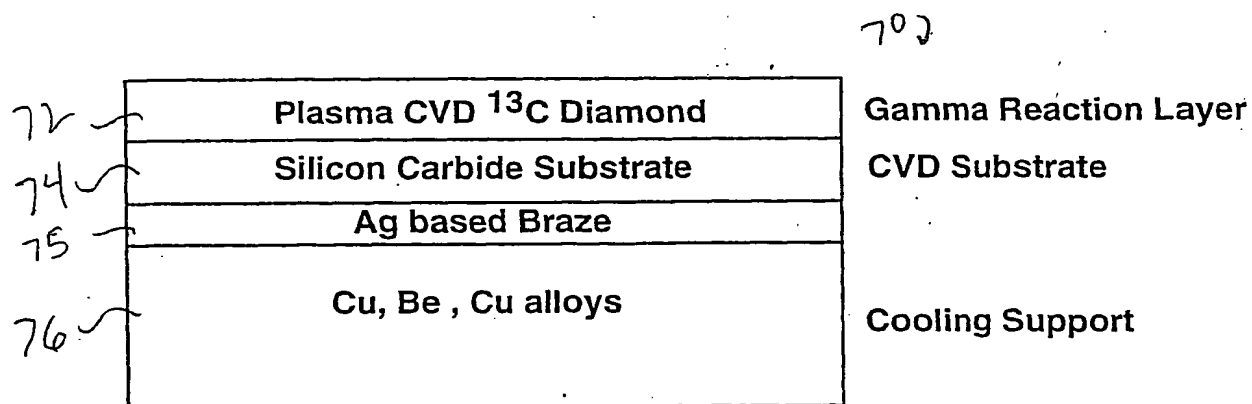 702
72 Plasma CVD ¹³C Diamond Gamma Reaction Layer
74 Silicon Carbide Substrate CVD Substrate
75 Ag based Braze
76 Cu, Be , Cu alloys Cooling Support